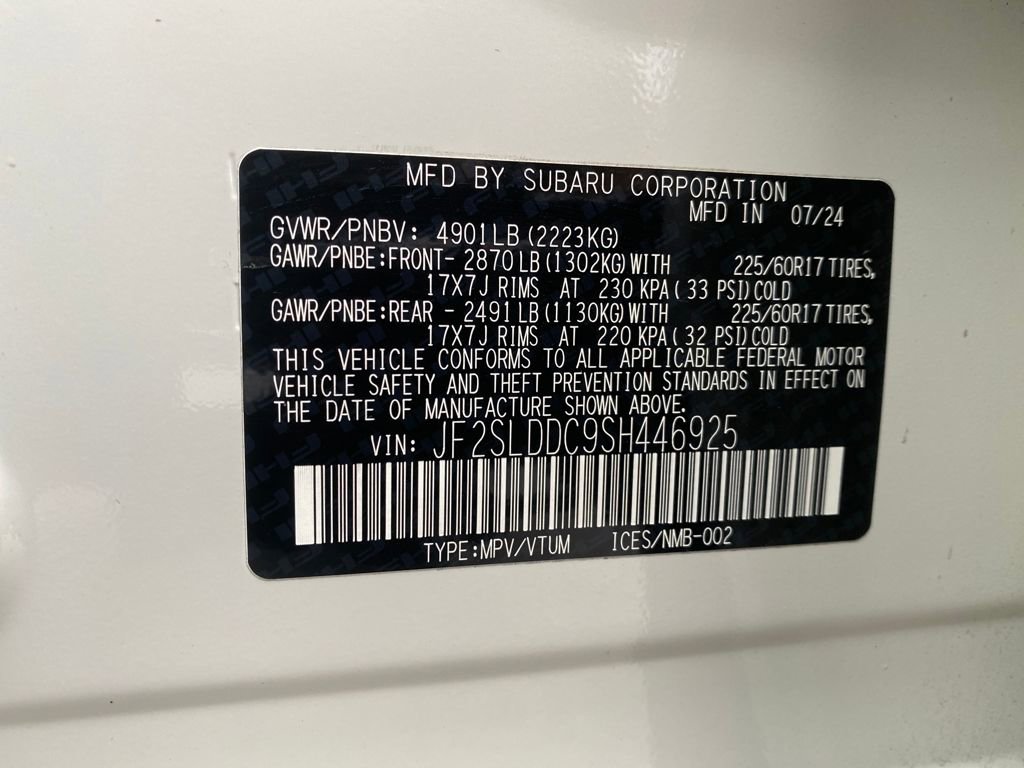 MFD BY SUBARU CORPORATION
MFD IN 07/24
GVWR/PNBV: 4901LB(2223KG)
GAWR/PNBE:FRONT- 2870LB(1302KG)WITH 225/60R17 TIRES,
17X7J RIMS AT 230 KPA( 33 PSI)COLD
GAWR/PNBE:REAR - 2491LB(1130KG)WITH 225/60R17 TIRES,
17X7J RIMS AT 220 KPA( 32 PSI)COLD
THIS VEHICLE CONFORMS TO ALL APPLICABLE FEDERAL MOTOR
VEHICLE SAFETY AND THEFT PREVENTION STANDARDS IN EFFECT ON
THE DATE OF MANUFACTURE SHOWN ABOVE.
VIN: JF2SLDDC9SH446925
TYPE:MPV/VTUM ICES/NMB-002